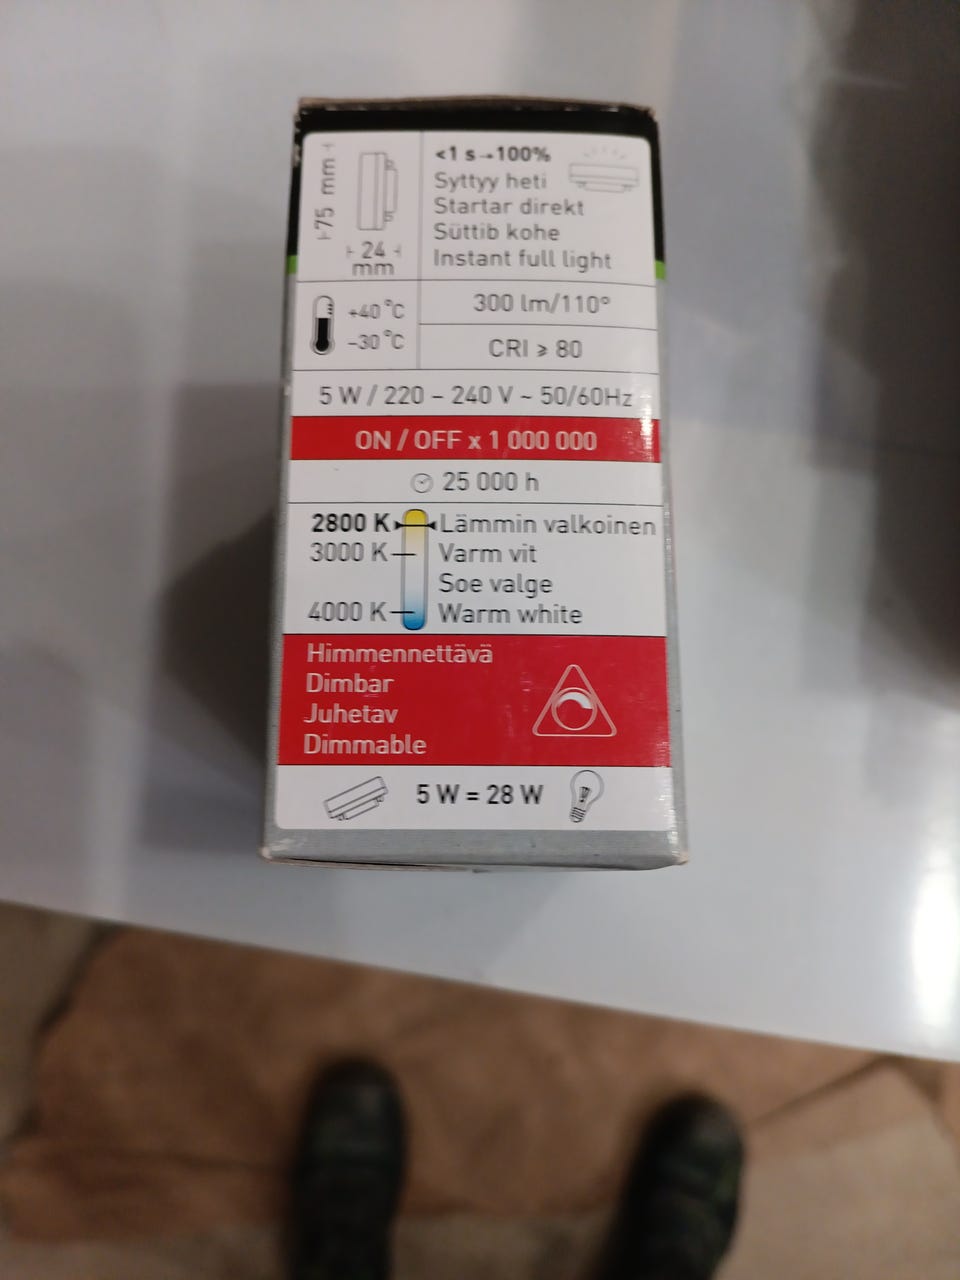 75 mm
24
mm
<1 s→100%
Syttyy heti
Startar direkt
Süttib kohe
Instant full light
+40 °C
-30 °C
300 lm/110°
CRI ⩾ 80
5 W / 220 – 240 V ~ 50/60Hz
ON / OFF x 1 000 000
25 000 h
2800 K Lämmin valkoinen
3000 K Varm vit
Soe valge
4000 K Warm white
Himmennettävä
Dimbar
Juhetav
Dimmable
5 W = 28 W